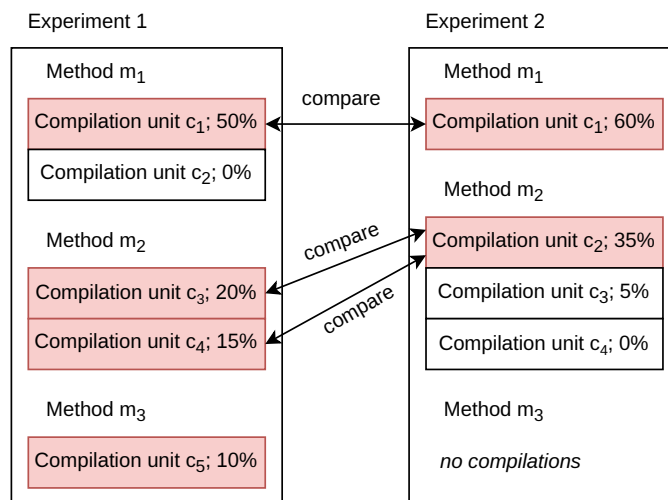 Experiment 1
Method m₁
Compilation unit c₁; 50%
Compilation unit c₂; 0%
Method m₂
Compilation unit c₃; 20%
Compilation unit c₄; 15%
Method m₃
Compilation unit c₅; 10%
compare
compare
compare
Experiment 2
Method m₁
Compilation unit c₁; 60%
Method m₂
Compilation unit c₂; 35%
Compilation unit c₃; 5%
Compilation unit c₄; 0%
Method m₃
no compilations